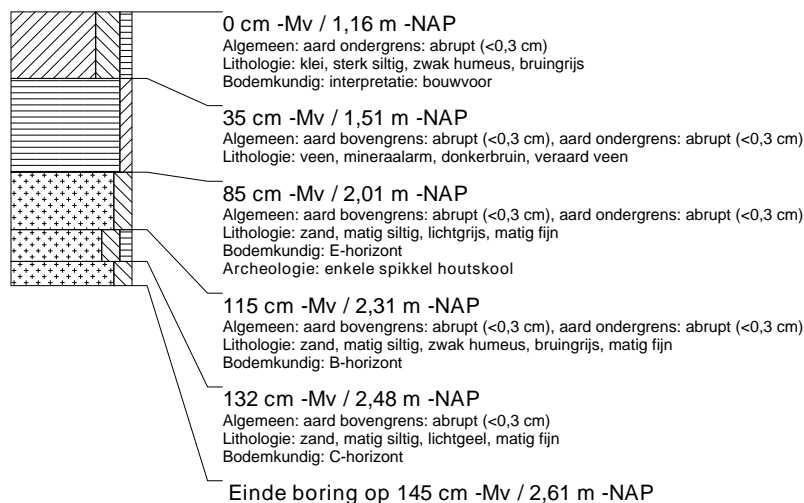 0 cm -Mv / 1,16 m -NAP
Algemeen: aard ondergrens: abrupt (<0,3 cm)
Lithologie: klei, sterk siltig, zwak humeus, bruingrijs
Bodemkundig: interpretatie: bouwvoor
35 cm -Mv / 1,51 m -NAP
Algemeen: aard bovengrens: abrupt (<0,3 cm), aard ondergrens: abrupt (<0,3 cm)
Lithologie: veen, mineraalarm, donkerbruin, veraard veen
85 cm -Mv / 2,01 m -NAP
Algemeen: aard bovengrens: abrupt (<0,3 cm), aard ondergrens: abrupt (<0,3 cm)
Lithologie: zand, matig siltig, lichtgrijs, matig fijn
Bodemkundig: E-horizont
Archeologie: enkele spikkel houtskool
115 cm -Mv / 2,31 m -NAP
Algemeen: aard bovengrens: abrupt (<0,3 cm), aard ondergrens: abrupt (<0,3 cm)
Lithologie: zand, matig siltig, zwak humeus, bruingrijs, matig fijn
Bodemkundig: B-horizont
132 cm -Mv / 2,48 m -NAP
Algemeen: aard bovengrens: abrupt (<0,3 cm)
Lithologie: zand, matig siltig, lichtgeel, matig fijn
Bodemkundig: C-horizont
Einde boring op 145 cm -Mv / 2,61 m -NAP